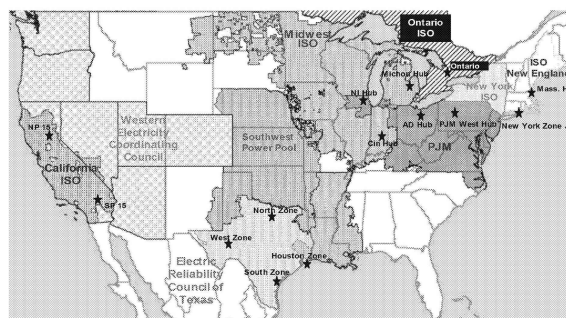 Ontario
ISO
Midwest
ISO
Ontario
ISO
New England
Michcn Hub
New York
ISO
Mass. H
NI Hub
NP 15
Western
Electricity
Coordinating
Council
AD Hub
PJM West Hub
New York Zone J
Southwest
Power Pool
Cin Hub
PJM
California
ISO
SP 15
North Zone
West Zone
Houston Zone
Electric
Reliability
Council of
Texas
South Zone